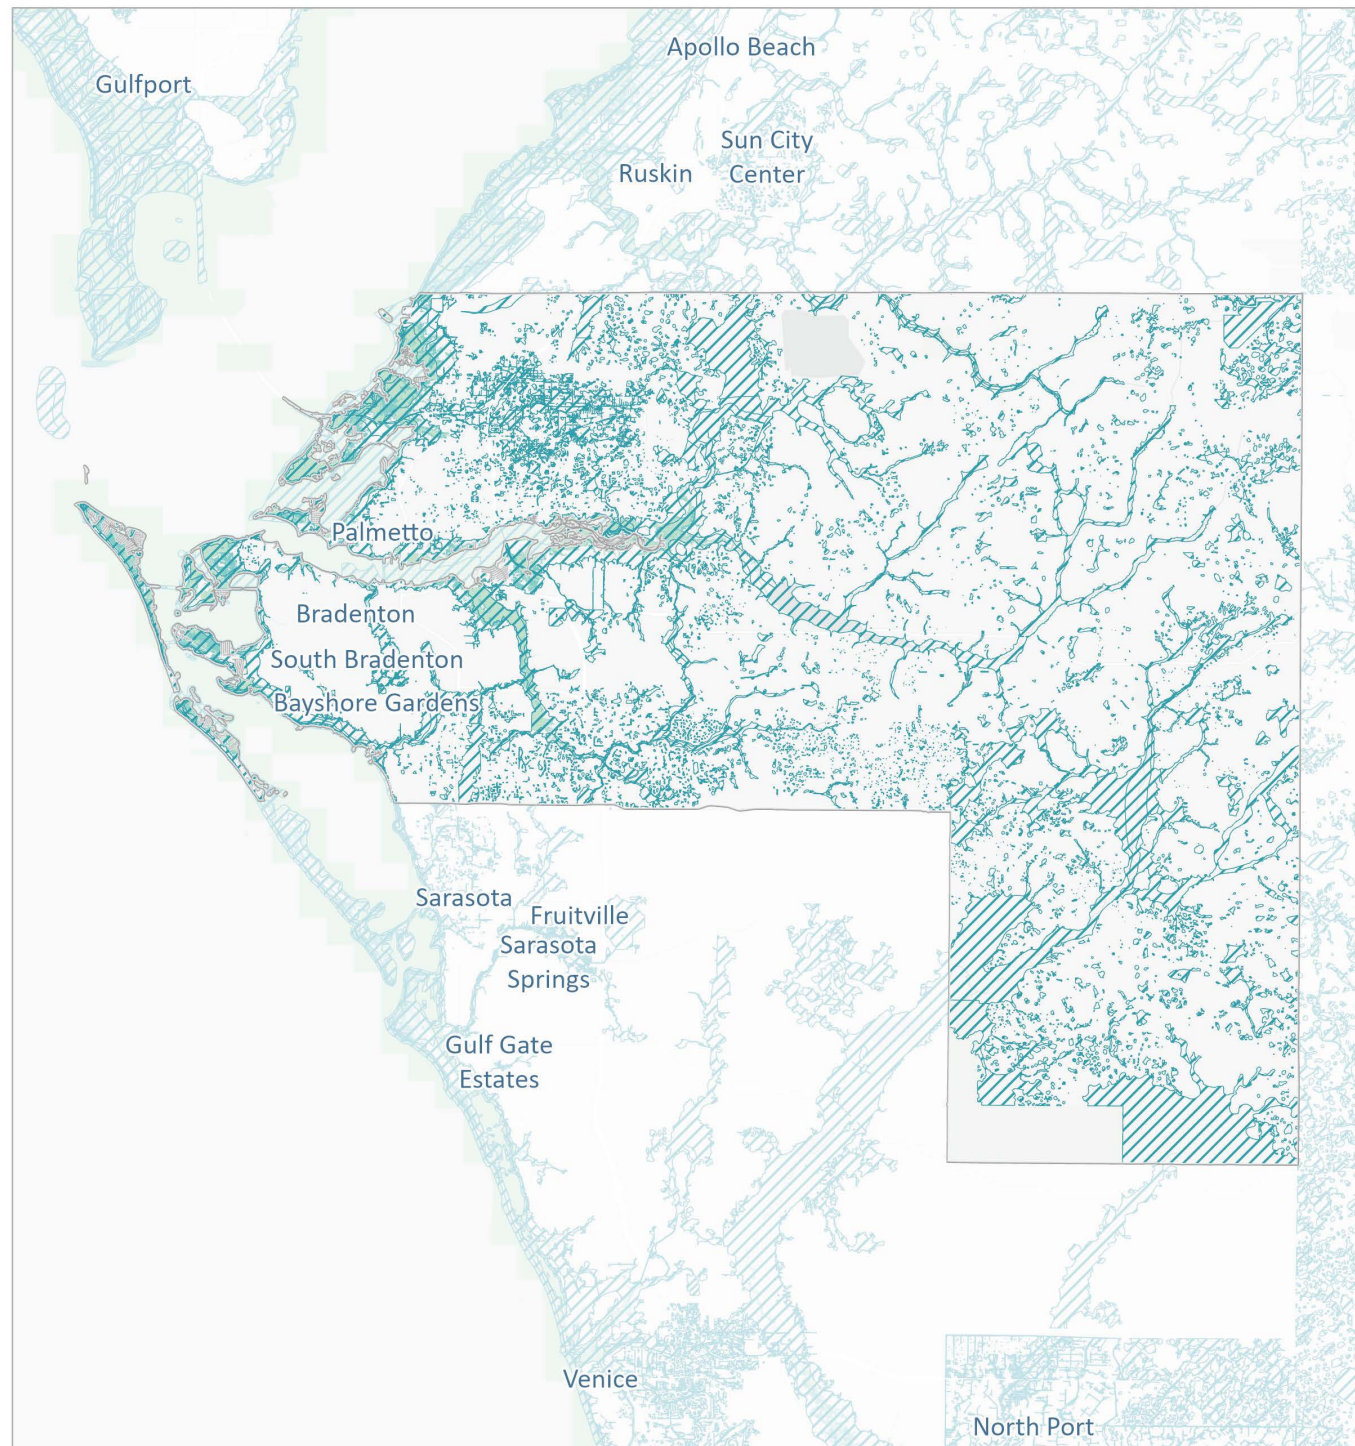 Apollo Beach
Gulfport
Sun City
Center
Ruskin
Palmetto
Bradenton
South Bradenton
Bayshore Gardens
Sarasota
Fruitville
Sarasota
Springs
Gulf Gate
Estates
Venice
North Port